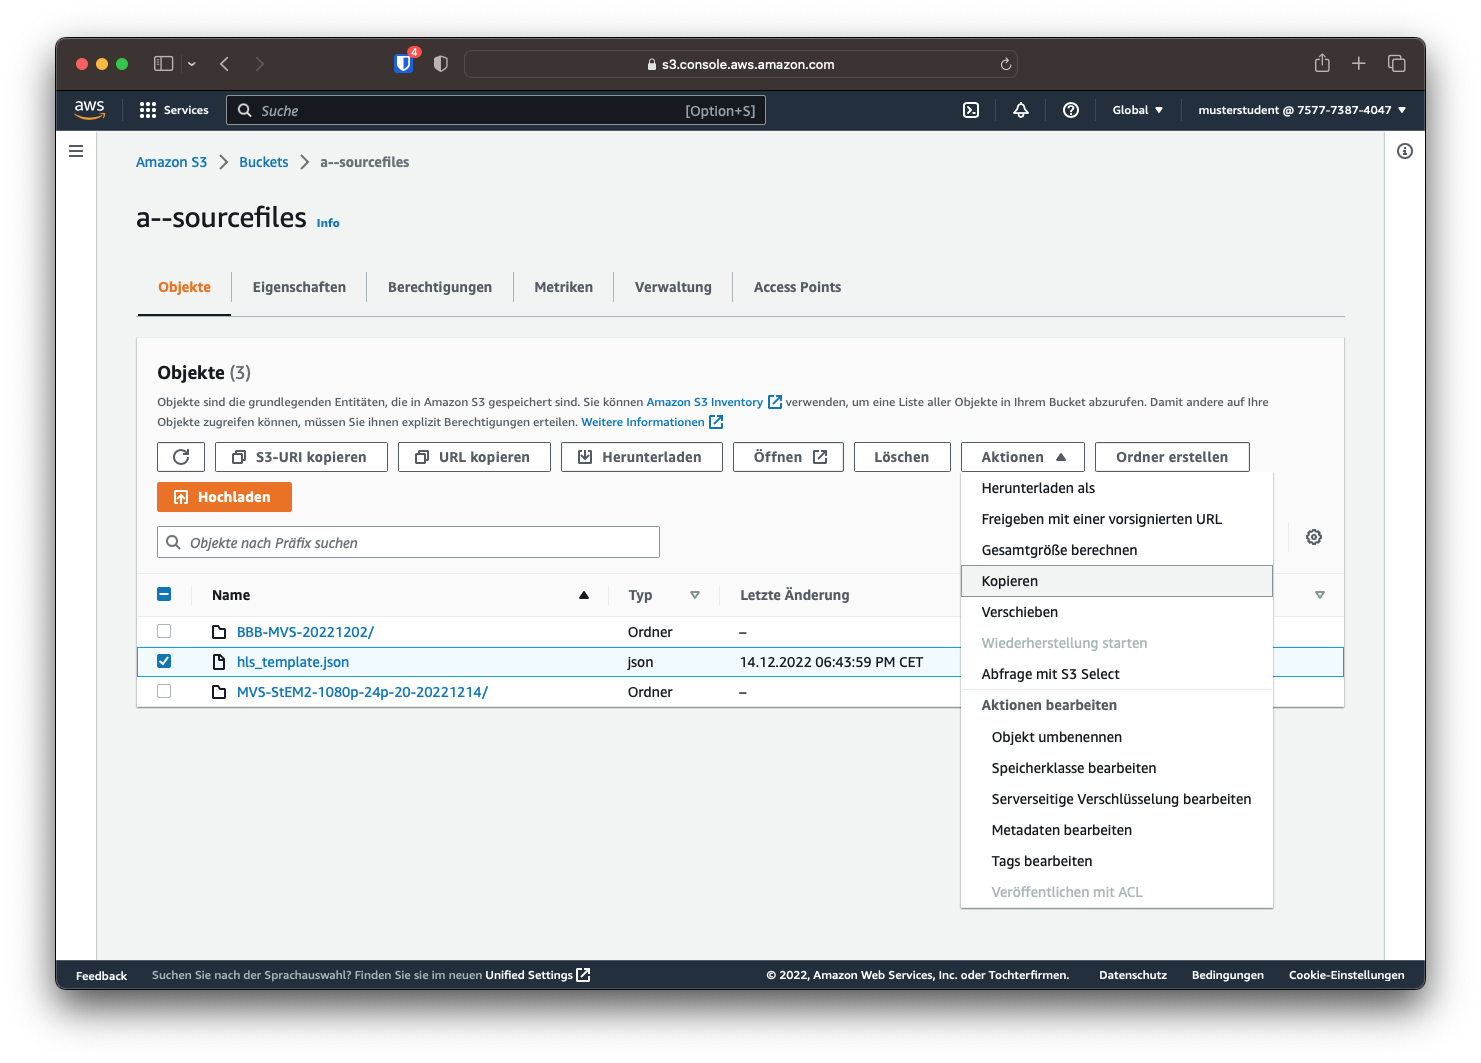 4
s3.console.aws.amazon.com
aws
Services
Suche
[Option+S]
Global
musterstudent @ 7577-7387-4047
Amazon S3
Buckets
a--sourcefiles
a--sourcefiles
Info
Objekte
Eigenschaften
Berechtigungen
Metriken
Verwaltung
Access Points
Objekte (3)
Objekte sind die grundlegenden Entitäten, die in Amazon S3 gespeichert sind. Sie können Amazon S3 Inventory verwenden, um eine Liste aller Objekte in Ihrem Bucket abzurufen. Damit andere auf Ihre
Objekte zugreifen können, müssen Sie ihnen explizit Berechtigungen erteilen. Weitere Informationen
S3-URI kopieren
URL kopieren
Herunterladen
Öffnen
Löschen
Aktionen
Ordner erstellen
Hochladen
Objekte nach Präfix suchen
Name
Typ
Letzte Änderung
BBB-MVS-20221202/
Ordner
–
hls_template.json
json
14.12.2022 06:43:59 PM CET
MVS-StEM2-1080p-24p-20-20221214/
Ordner
–
Herunterladen als
Freigeben mit einer vorsignierten URL
Gesamtgröße berechnen
Kopieren
Verschieben
Wiederherstellung starten
Abfrage mit S3 Select
Aktionen bearbeiten
Objekt umbenennen
Speicherklasse bearbeiten
Serverseitige Verschlüsselung bearbeiten
Metadaten bearbeiten
Tags bearbeiten
Veröffentlichen mit ACL
Feedback
Suchen Sie nach der Sprachauswahl? Finden Sie sie im neuen Unified Settings
© 2022, Amazon Web Services, Inc. oder Tochterfirmen.
Datenschutz
Bedingungen
Cookie-Einstellungen